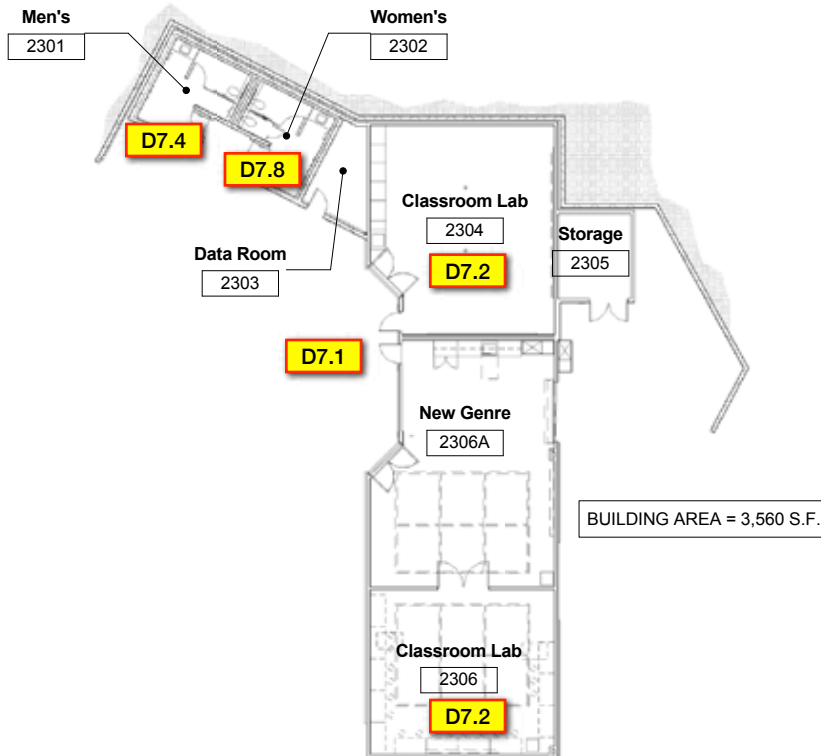 Men's
2301
Women's
2302
D7.4
D7.8
Classroom Lab
2304
D7.2
Storage
2305
Data Room
2303
D7.1
New Genre
2306A
BUILDING AREA = 3,560 S.F.
Classroom Lab
2306
D7.2